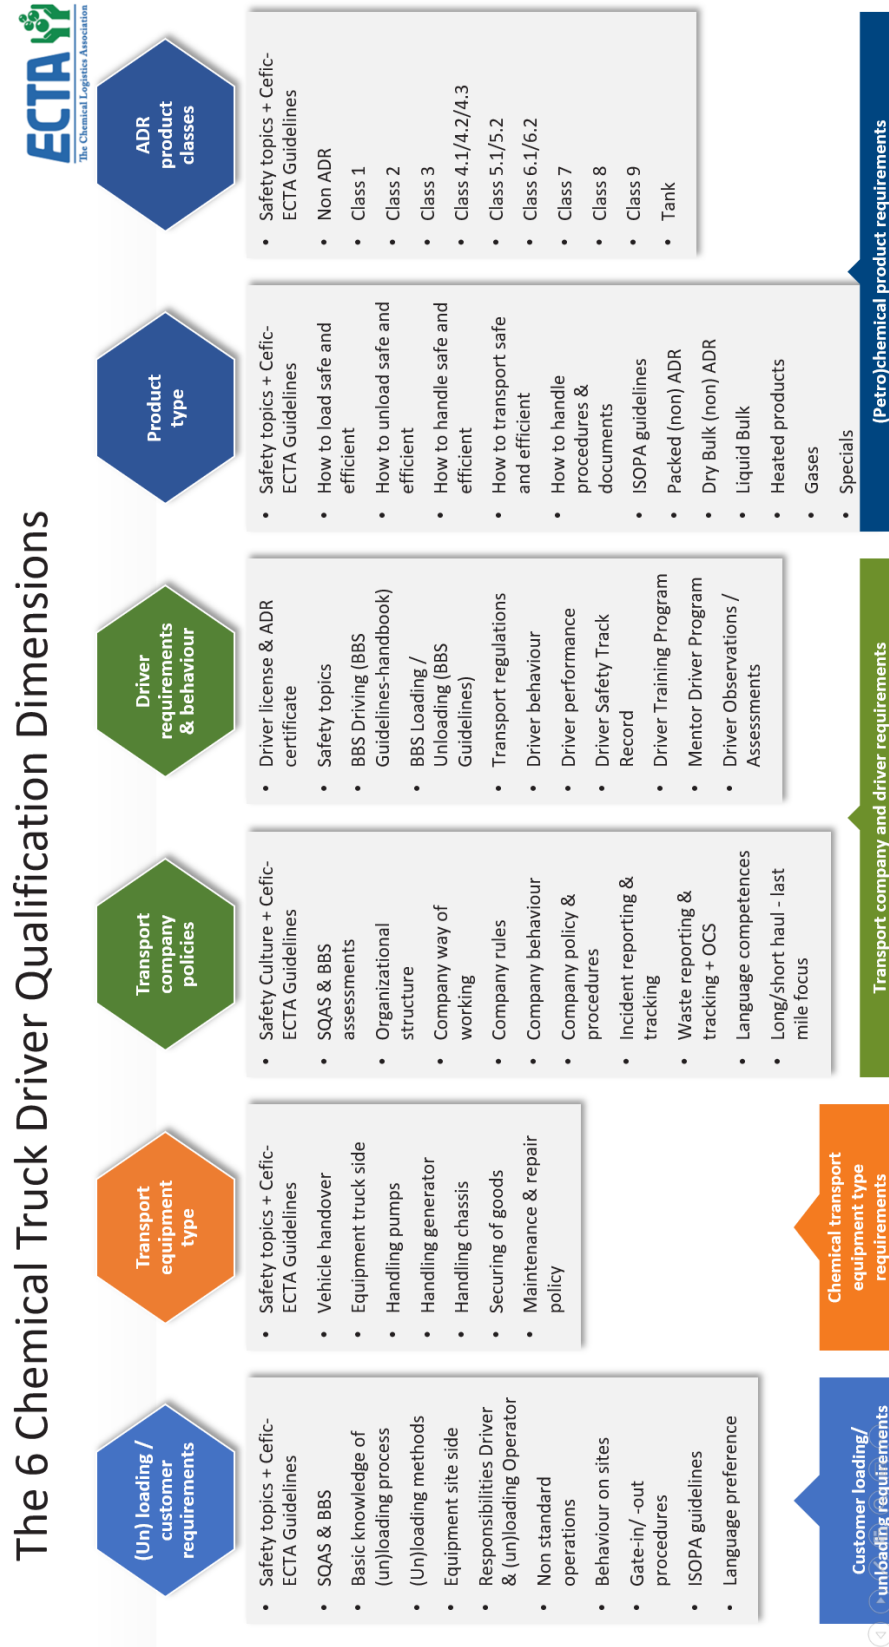 The 6 Chemical Truck Driver Qualification Dimensions
ECTA
The Chemical Logistics Association
(Un) loading /
customer
requirements
• Safety topics + Cefic-
ECTA Guidelines
• SQAS & BBS
• Basic knowledge of
(un)loading process
• (Un)loading methods
• Equipment site side
• Responsibilities Driver
& (un)loading Operator
• Non standard
operations
• Behaviour on sites
• Gate-in/ -out
procedures
• ISOPA guidelines
• Language preference
Customer loading/
unloading requirements
Transport
equipment
type
• Safety topics + Cefic-
ECTA Guidelines
• Vehicle handover
• Equipment truck side
• Handling pumps
• Handling generator
• Handling chassis
• Securing of goods
• Maintenance & repair
policy
Chemical transport
equipment type
requirements
Transport
company
policies
• Safety Culture + Cefic-
ECTA Guidelines
• SQAS & BBS
assessments
• Organizational
structure
• Company way of
working
• Company rules
• Company behaviour
• Company policy &
procedures
• Incident reporting &
tracking
• Waste reporting &
tracking + OCS
• Language competences
• Long/short haul - last
mile focus
Driver
requirements
& behaviour
• Driver license & ADR
certificate
• Safety topics
• BBS Driving (BBS
Guidelines-handbook)
• BBS Loading /
Unloading (BBS
Guidelines)
• Transport regulations
• Driver behaviour
• Driver performance
• Driver Safety Track
Record
• Driver Training Program
• Mentor Driver Program
• Driver Observations /
Assessments
Transport company and driver requirements
Product
type
• Safety topics + Cefic-
ECTA Guidelines
• How to load safe and
efficient
• How to unload safe and
efficient
• How to handle safe and
efficient
• How to transport safe
and efficient
• How to handle
procedures &
documents
• ISOPA guidelines
• Packed (non) ADR
• Dry Bulk (non) ADR
• Liquid Bulk
• Heated products
• Gases
• Specials
ADR
product
classes
• Safety topics + Cefic-
ECTA Guidelines
• Non ADR
• Class 1
• Class 2
• Class 3
• Class 4.1/4.2/4.3
• Class 5.1/5.2
• Class 6.1/6.2
• Class 7
• Class 8
• Class 9
• Tank
(Petro)chemical product requirements